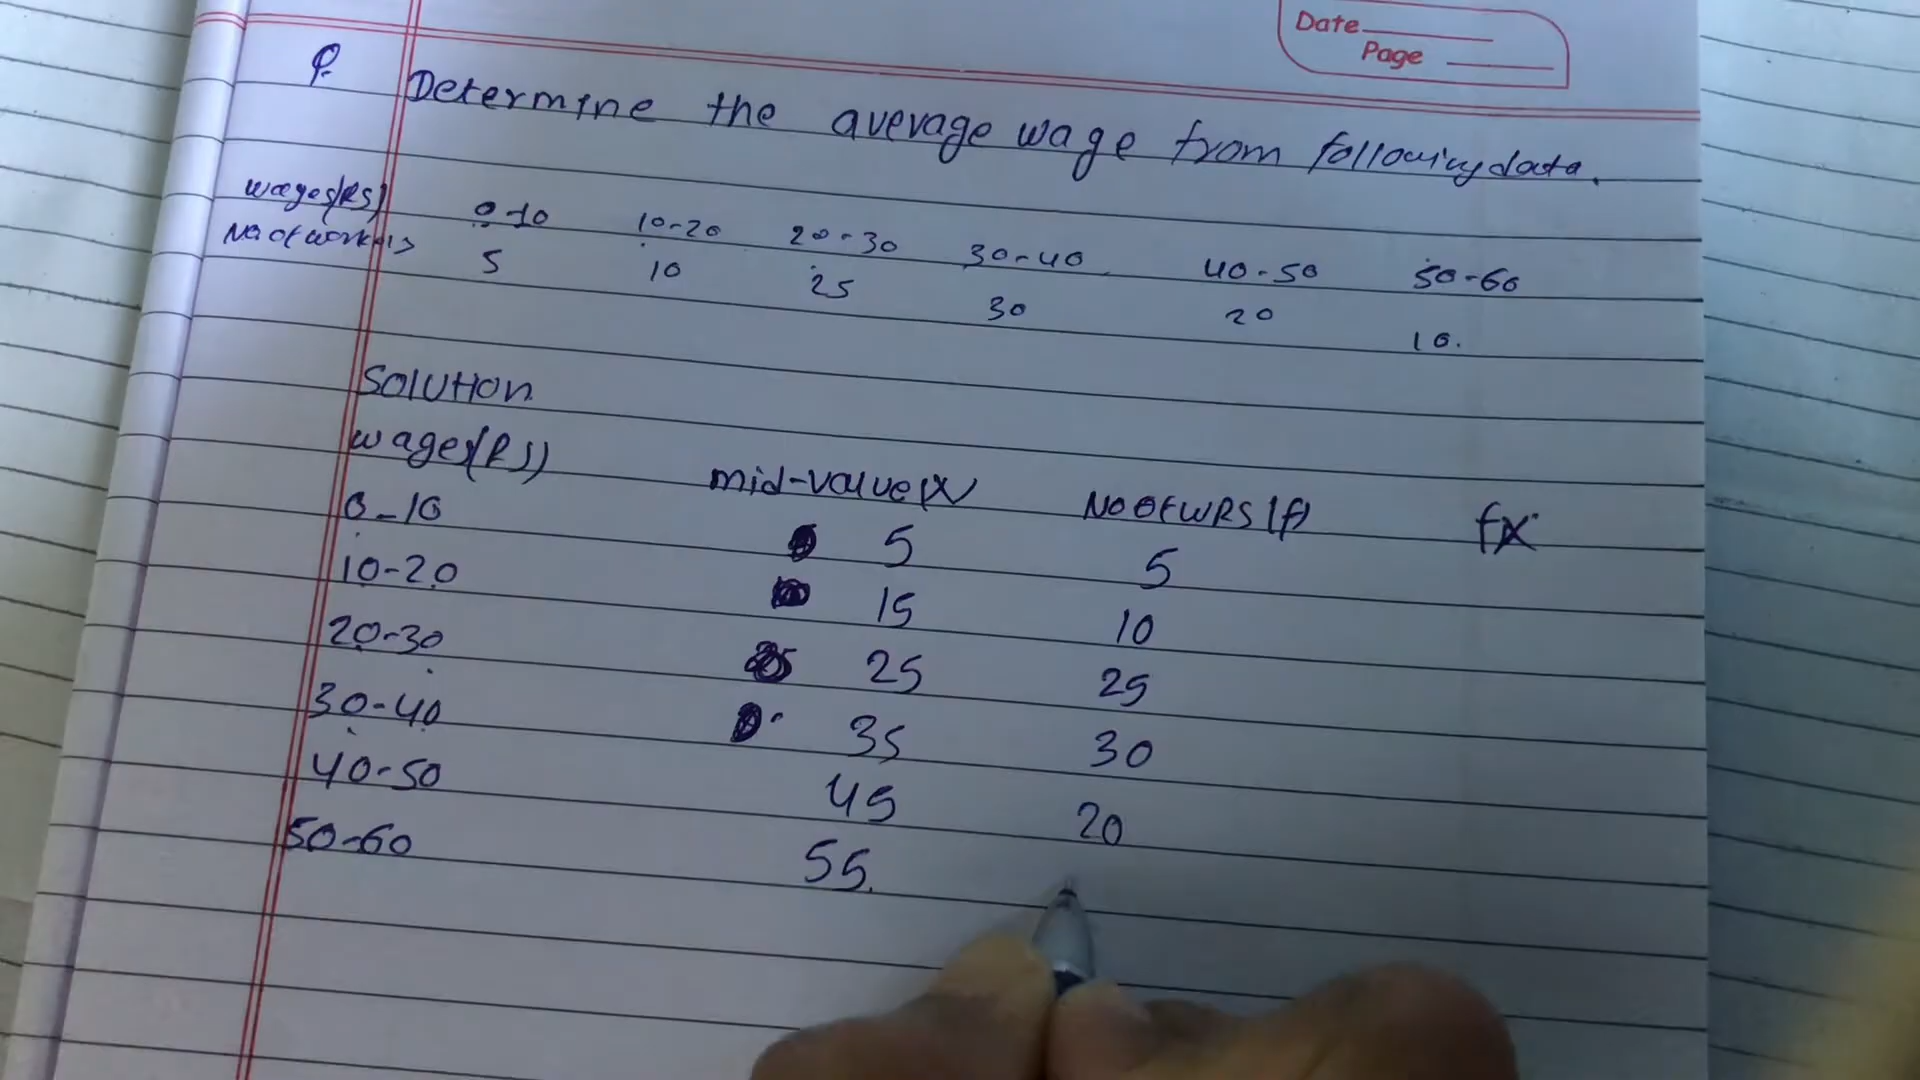 Date
Page
Q. Determine the average wage from following data.
wages(RS) 0-10 10-20 20-30 30-40 40-50 50-60
No of workers 5 10 25 30 20 10.
Solution
wages(RS) mid-value(x) No of WRS (f) fx
0-10 5 5
10-20 15 10
20-30 25 25
30-40 35 30
40-50 45 20
50-60 55.